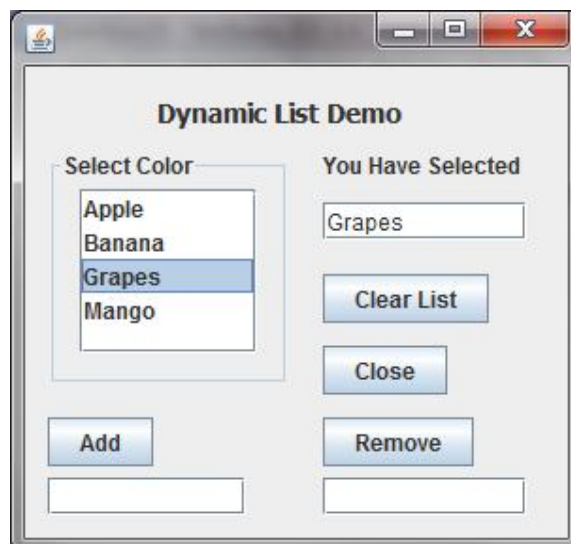 Dynamic List Demo
Select Color
You Have Selected
Apple
Banana
Grapes
Mango
Grapes
Clear List
Close
Add
Remove